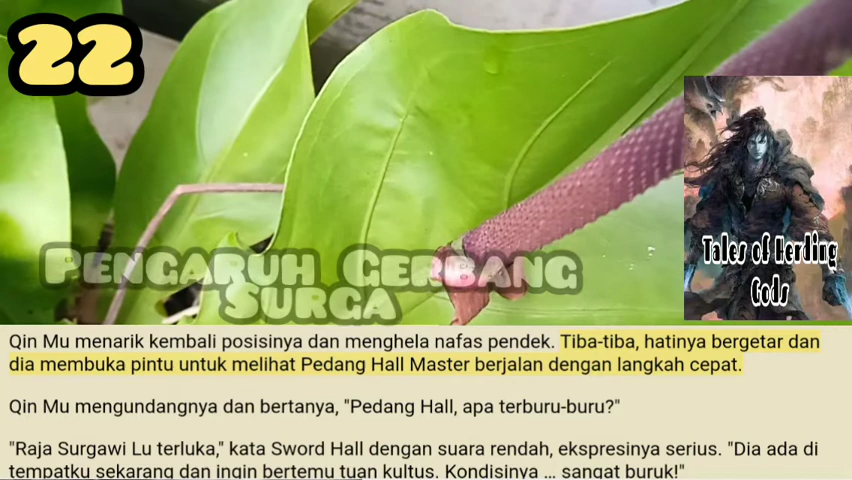 22
PENGARUH GERBANG
SURGA
Tales of Herding
Gods
Qin Mu menarik kembali posisinya dan menghela nafas pendek. Tiba-tiba, hatinya bergetar dan
dia membuka pintu untuk melihat Pedang Hall Master berjalan dengan langkah cepat.
Qin Mu mengundangnya dan bertanya, "Pedang Hall, apa terburu-buru?"
"Raja Surgawi Lu terluka," kata Sword Hall dengan suara rendah, ekspresinya serius. "Dia ada di
tempatku sekarang dan ingin bertemu tuan kultus. Kondisinya ... sangat buruk!"